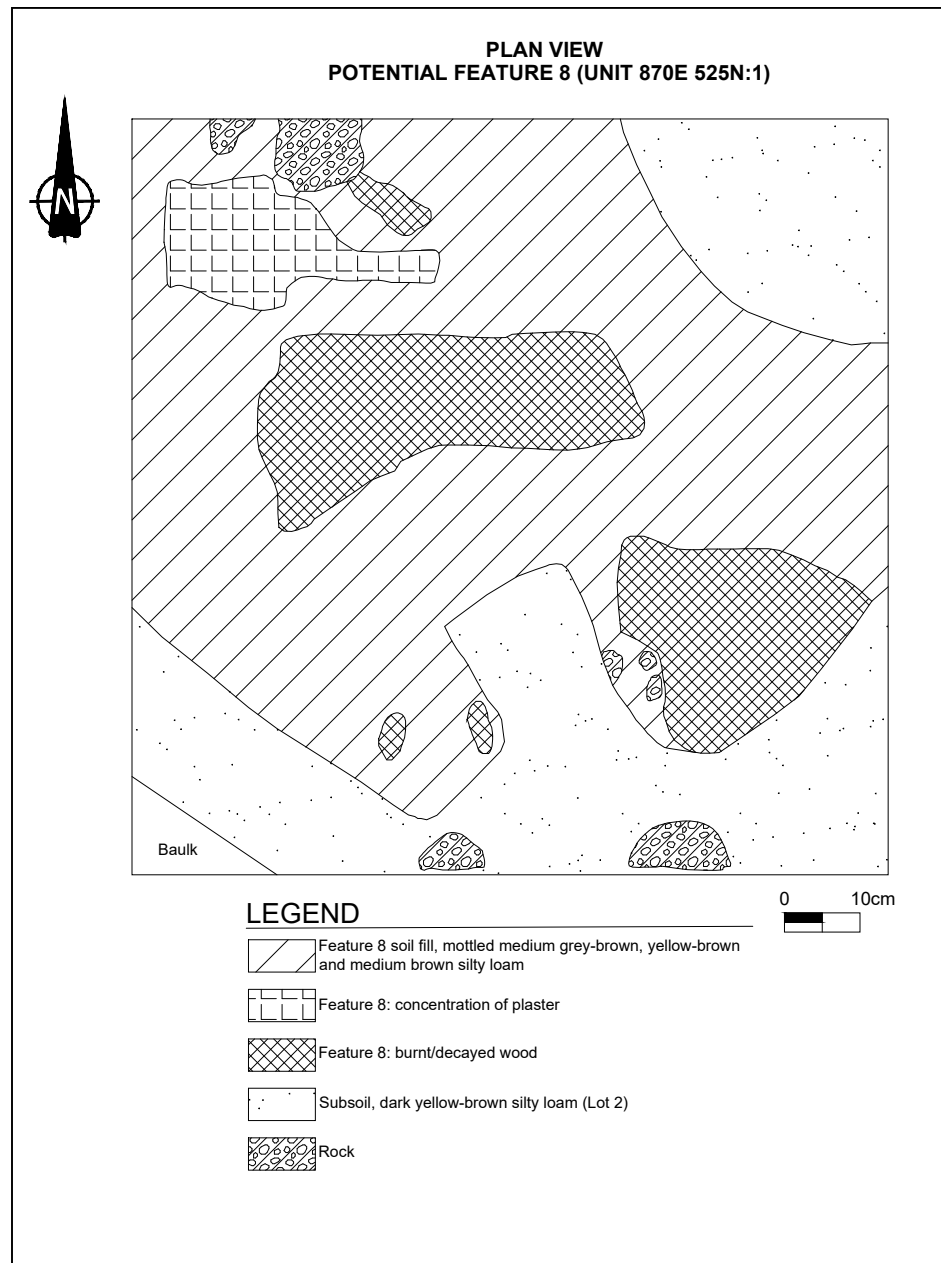 PLAN VIEW
POTENTIAL FEATURE 8 (UNIT 870E 525N:1)
N
Baulk
0 10cm
LEGEND
Feature 8 soil fill, mottled medium grey-brown, yellow-brown
and medium brown silty loam
Feature 8: concentration of plaster
Feature 8: burnt/decayed wood
Subsoil, dark yellow-brown silty loam (Lot 2)
Rock